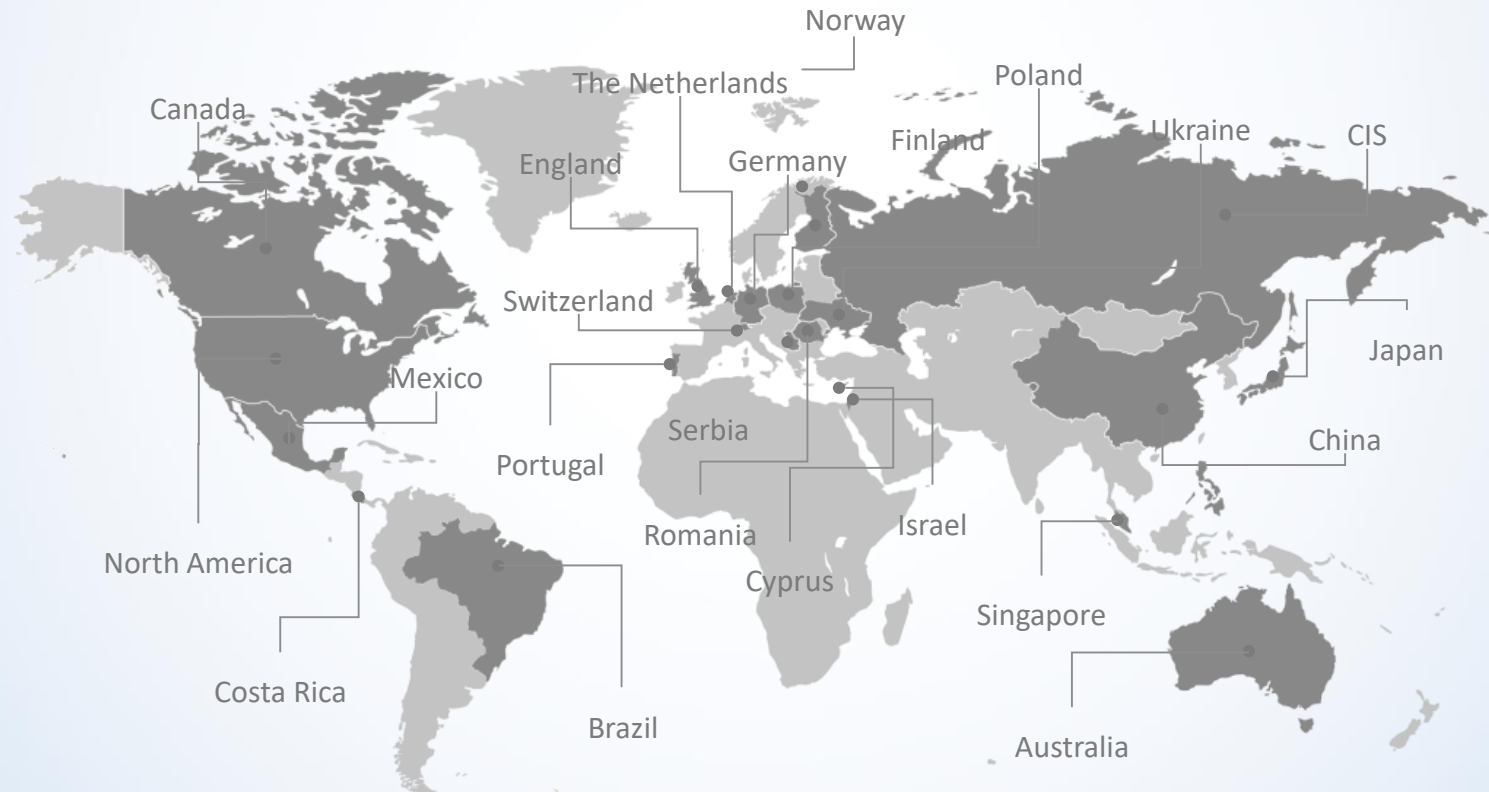 Norway
The Netherlands
Poland
Canada
Ukraine
CIS
Finland
England
Germany
Switzerland
Japan
Mexico
Serbia
China
Portugal
Israel
Romania
North America
Cyprus
Singapore
Costa Rica
Brazil
Australia